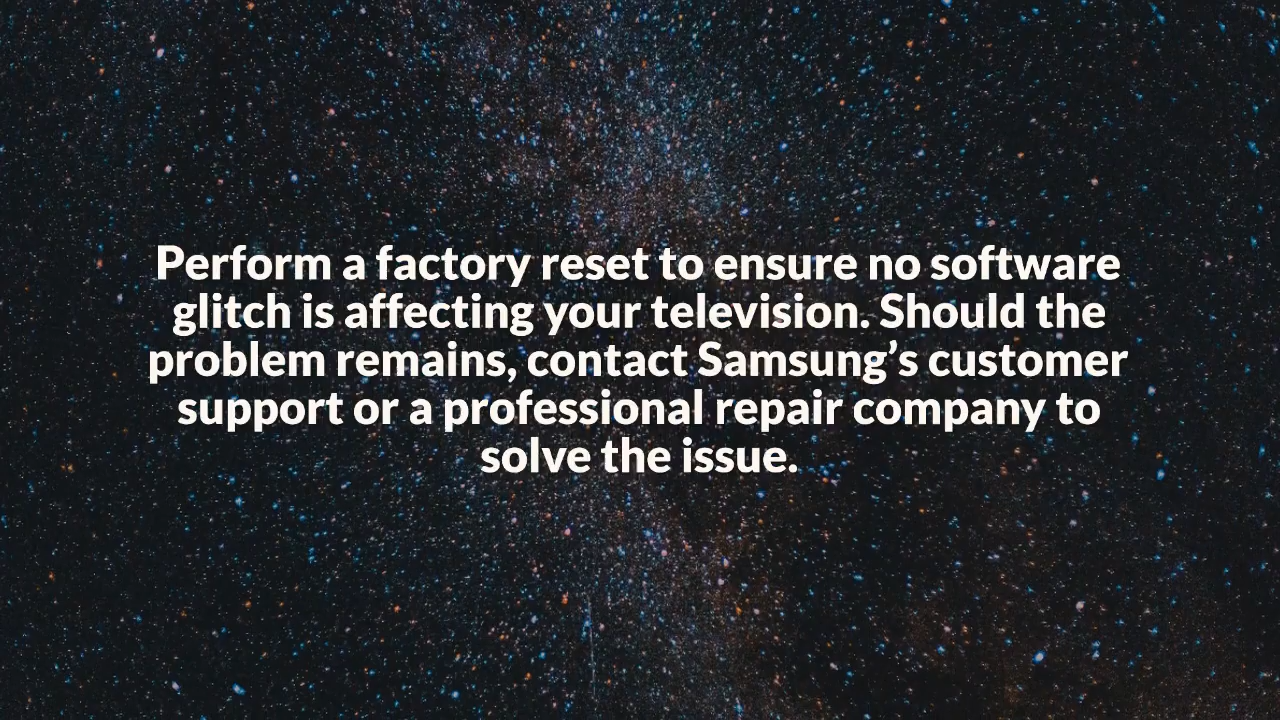 Perform a factory reset to ensure no software
glitch is affecting your television. Should the
problem remains, contact Samsung’s customer
support or a professional repair company to
solve the issue.